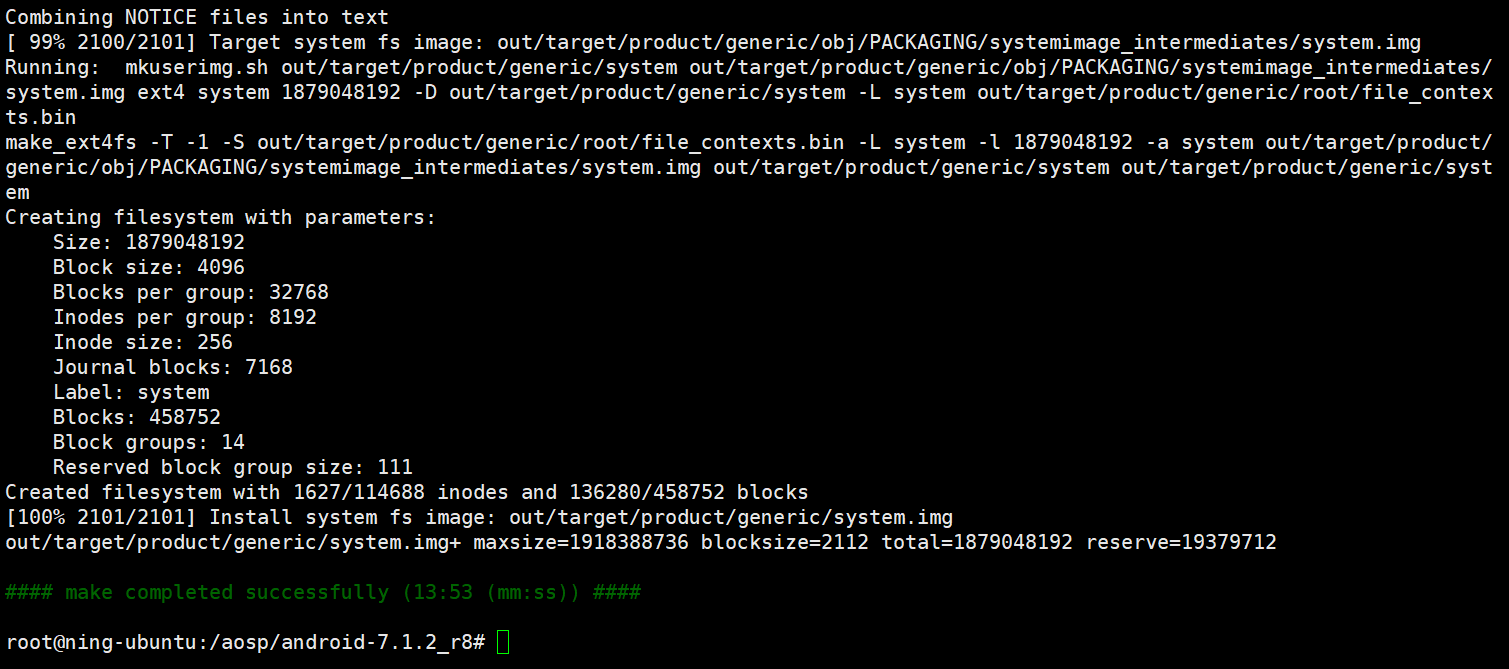 Combining NOTICE files into text
[ 99% 2100/2101] Target system fs image: out/target/product/generic/obj/PACKAGING/systemimage_intermediates/system.img
Running:  mkuserimg.sh out/target/product/generic/system out/target/product/generic/obj/PACKAGING/systemimage_intermediates/
system.img ext4 system 1879048192 -D out/target/product/generic/system -L system out/target/product/generic/root/file_contex
ts.bin
make_ext4fs -T -1 -S out/target/product/generic/root/file_contexts.bin -L system -l 1879048192 -a system out/target/product/
generic/obj/PACKAGING/systemimage_intermediates/system.img out/target/product/generic/system out/target/product/generic/syst
em
Creating filesystem with parameters:
    Size: 1879048192
    Block size: 4096
    Blocks per group: 32768
    Inodes per group: 8192
    Inode size: 256
    Journal blocks: 7168
    Label: system
    Blocks: 458752
    Block groups: 14
    Reserved block group size: 111
Created filesystem with 1627/114688 inodes and 136280/458752 blocks
[100% 2101/2101] Install system fs image: out/target/product/generic/system.img
out/target/product/generic/system.img+ maxsize=1918388736 blocksize=2112 total=1879048192 reserve=19379712
#### make completed successfully (13:53 (mm:ss)) ####
root@ning-ubuntu:/aosp/android-7.1.2_r8#